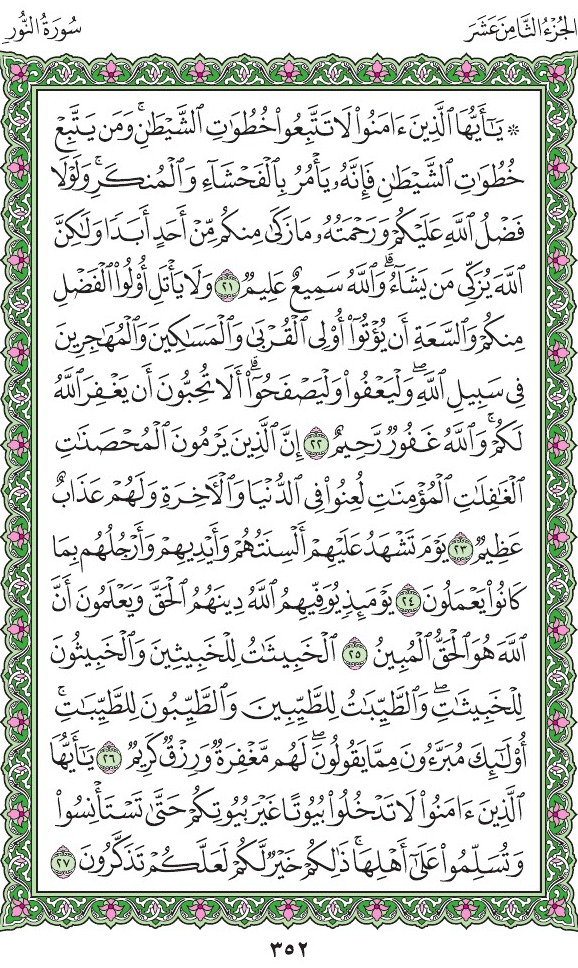 الجزء الثامن عشر
سورة النور
۞ يَٰٓأَيُّهَا ٱلَّذِينَ ءَامَنُوا۟ لَا تَتَّبِعُوا۟ خُطُوَٰتِ ٱلشَّيْطَٰنِ ۚ وَمَن يَتَّبِعْ
خُطُوَٰتِ ٱلشَّيْطَٰنِ فَإِنَّهُۥ يَأْمُرُ بِٱلْفَحْشَآءِ وَٱلْمُنكَرِ ۚ وَلَوْلَا
فَضْلُ ٱللَّهِ عَلَيْكُمْ وَرَحْمَتُهُۥ مَا زَكَىٰ مِنكُم مِّنْ أَحَدٍ أَبَدًا وَلَٰكِنَّ
ٱللَّهَ يُزَكِّى مَن يَشَآءُ ۗ وَٱللَّهُ سَمِيعٌ عَلِيمٌ ٢١ وَلَا يَأْتَلِ أُو۟لُوا۟ ٱلْفَضْلِ
مِنكُمْ وَٱلسَّعَةِ أَن يُؤْتُوٓا۟ أُو۟لِى ٱلْقُرْبَىٰ وَٱلْمَسَٰكِينَ وَٱلْمُهَٰجِرِينَ
فِى سَبِيلِ ٱللَّهِ ۖ وَلْيَعْفُوا۟ وَلْيَصْفَحُوٓا۟ ۗ أَلَا تُحِبُّونَ أَن يَغْفِرَ ٱللَّهُ
لَكُمْ ۗ وَٱللَّهُ غَفُورٌ رَّحِيمٌ ٢٢ إِنَّ ٱلَّذِينَ يَرْمُونَ ٱلْمُحْصَنَٰتِ
ٱلْغَٰفِلَٰتِ ٱلْمُؤْمِنَٰتِ لُعِنُوا۟ فِى ٱلدُّنْيَا وَٱلْءَاخِرَةِ وَلَهُمْ عَذَابٌ
عَظِيمٌ ٢٣ يَوْمَ تَشْهَدُ عَلَيْهِمْ أَلْسِنَتُهُمْ وَأَيْدِيهِمْ وَأَرْجُلُهُم بِمَا
كَانُوا۟ يَعْمَلُونَ ٢٤ يَوْمَئِذٍ يُوَفِّيهِمُ ٱللَّهُ دِينَهُمُ ٱلْحَقَّ وَيَعْلَمُونَ أَنَّ
ٱللَّهَ هُوَ ٱلْحَقُّ ٱلْمُبِينُ ٢٥ ٱلْخَبِيثَٰتُ لِلْخَبِيثِينَ وَٱلْخَبِيثُونَ
لِلْخَبِيثَٰتِ ۖ وَٱلطَّيِّبَٰتُ لِلطَّيِّبِينَ وَٱلطَّيِّبُونَ لِلطَّيِّبَٰتِ ۚ
أُو۟لَٰٓئِكَ مُبَرَّءُونَ مِمَّا يَقُولُونَ ۖ لَهُم مَّغْفِرَةٌ وَرِزْقٌ كَرِيمٌ ٢٦ يَٰٓأَيُّهَا
ٱلَّذِينَ ءَامَنُوا۟ لَا تَدْخُلُوا۟ بُيُوتًا غَيْرَ بُيُوتِكُمْ حَتَّىٰ تَسْتَأْنِسُوا۟
وَتُسَلِّمُوا۟ عَلَىٰٓ أَهْلِهَا ۚ ذَٰلِكُمْ خَيْرٌ لَّكُمْ لَعَلَّكُمْ تَذَكَّرُونَ ٢٧
٣٥٢